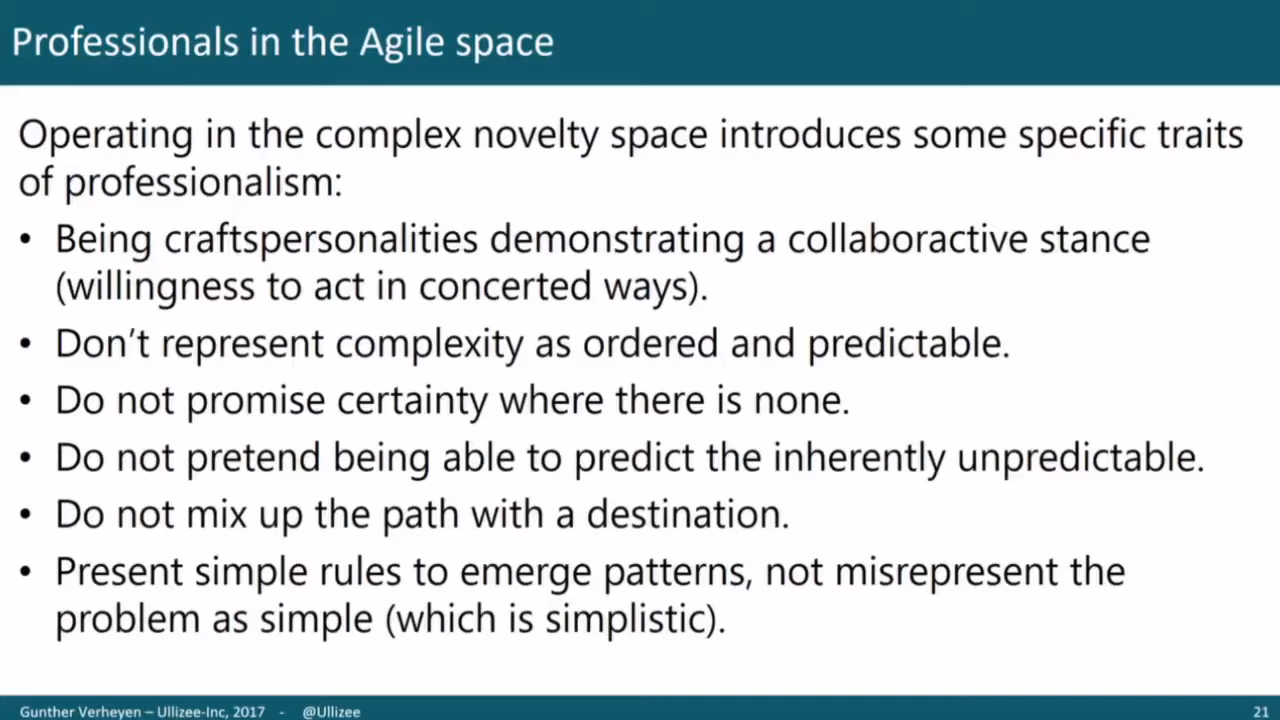 Professionals in the Agile space
Operating in the complex novelty space introduces some specific traits
of professionalism:
• Being craftspersonalities demonstrating a collaboractive stance
(willingness to act in concerted ways).
• Don’t represent complexity as ordered and predictable.
• Do not promise certainty where there is none.
• Do not pretend being able to predict the inherently unpredictable.
• Do not mix up the path with a destination.
• Present simple rules to emerge patterns, not misrepresent the
problem as simple (which is simplistic).
Gunther Verheyen – Ullizee-Inc, 2017 - @Ullizee 21